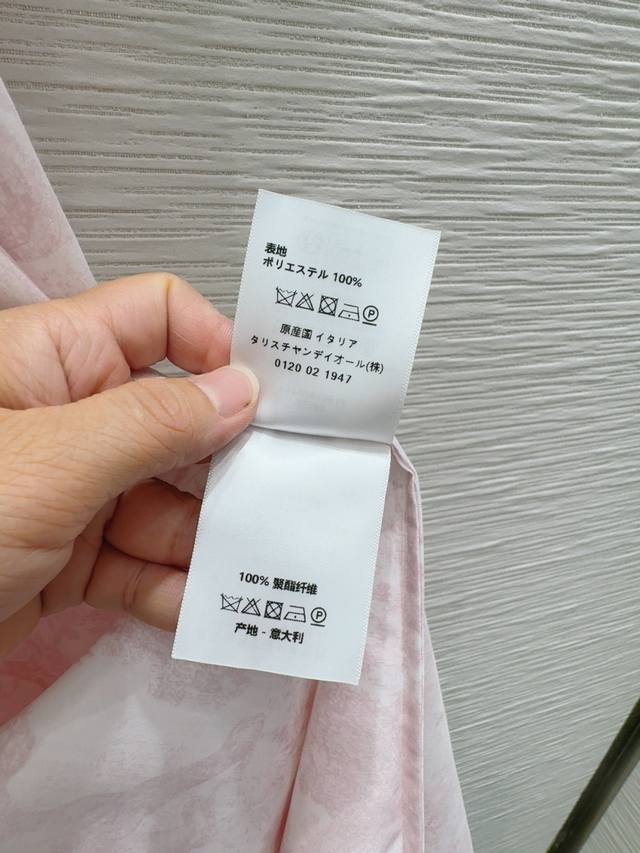 表地
ポリエステル 100%
P
原産国 イタリア
タリスチヤンディオール(株)
0120 02 1947
100% 聚酯纤维
P
产地 - 意大利